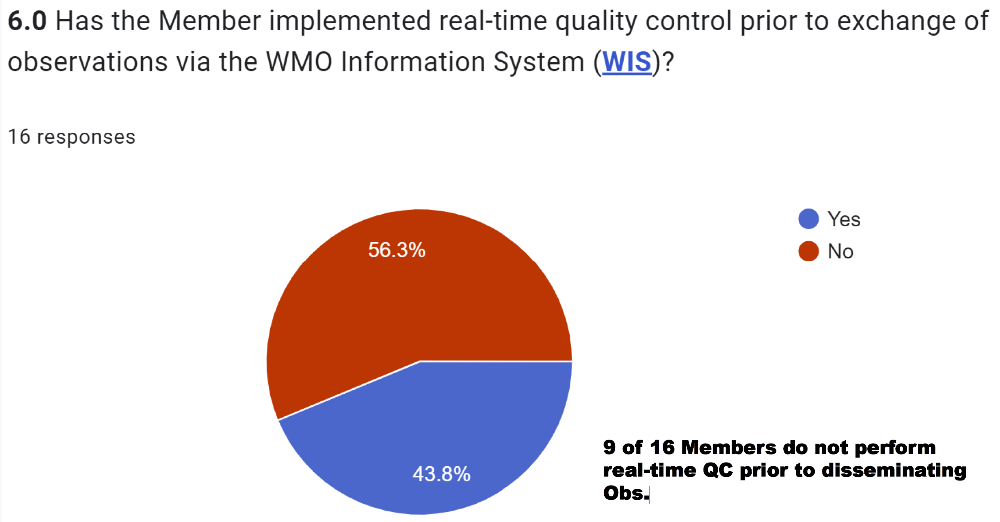 6.0 Has the Member implemented real-time quality control prior to exchange of
observations via the WMO Information System (WIS)?
16 responses
Yes
No
56.3%
43.8%
9 of 16 Members do not perform
real-time QC prior to disseminating
Obs.